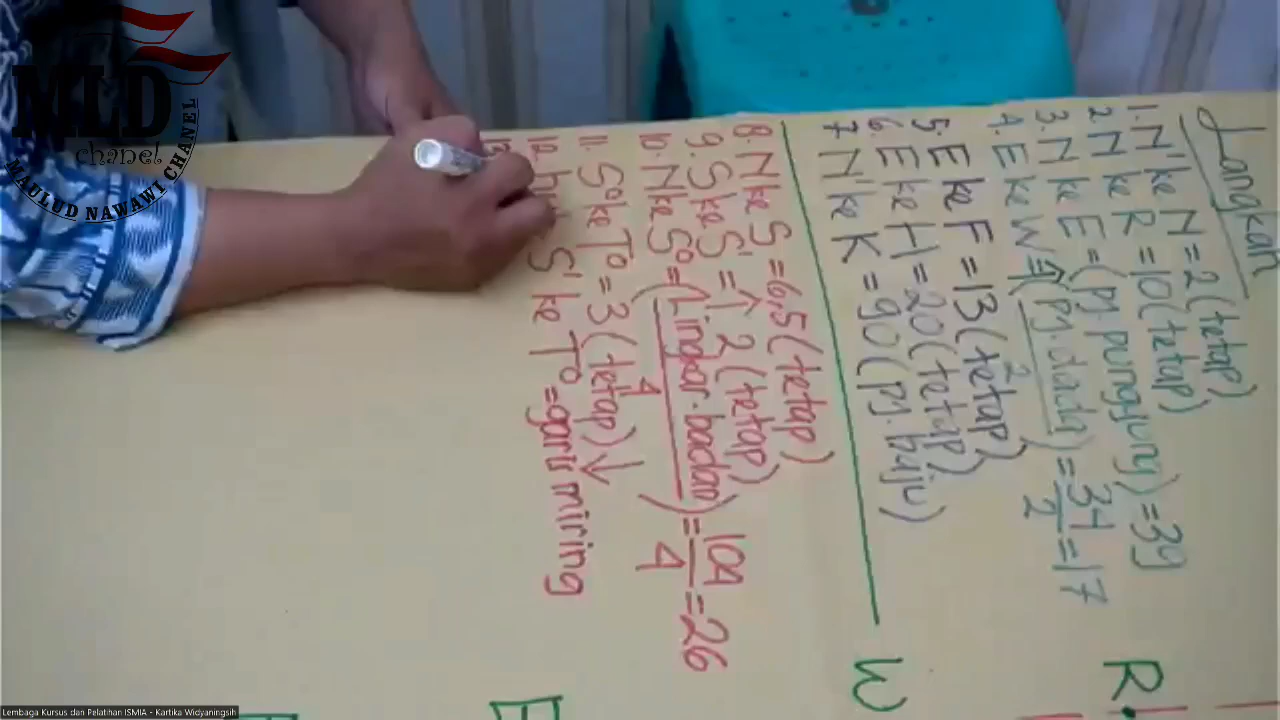 Langkah
1. N' ke N = 2 (tetap)
2. N ke R = 10 (tetap)
3. N ke E = (pj. punggung) = 39
4. E ke W = ↑ (pj. dada) = 34 = 17
2 2
5. E ke F = 13 (tetap)
6. E ke H = 20 (tetap)
7. N' ke K = 90 (pj. baju)
8. N ke S = 6,5 (tetap)
9. S ke S' = ↑ 2 (tetap)
10. N ke S° = (Lingkar badan) = 104 = 26
4 4
11. S° ke T° = 3 (tetap) ↓
12. S' ke T° = garis miring
13
W
R
MLD
chanel
MAULUD NAWAWI CHANEL
Lembaga Kursus dan Pelatihan ISMIA - Kartika Widyaningsih